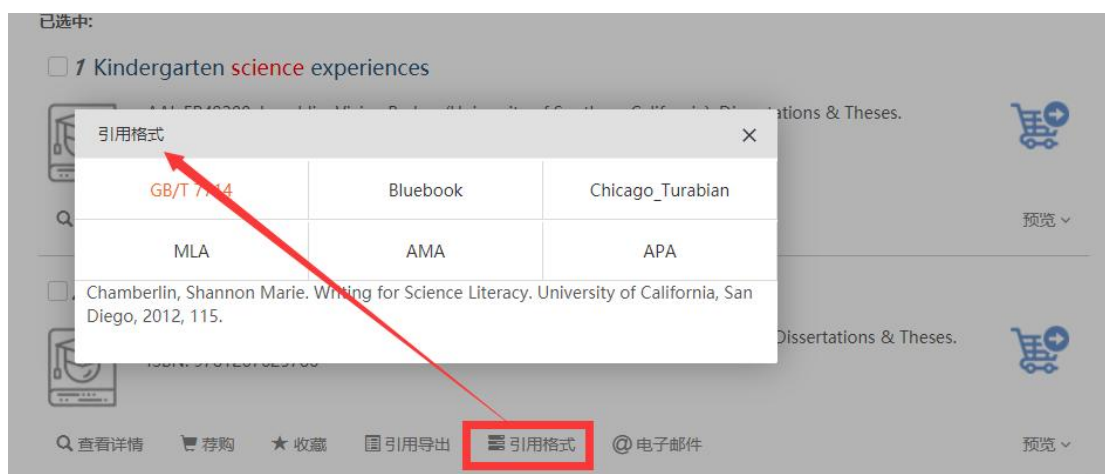 已选中:
1 Kindergarten science experiences
ations & Theses.
引用格式
GB/T 7714 Bluebook Chicago_Turabian
预览
MLA AMA APA
Chamberlin, Shannon Marie. Writing for Science Literacy. University of California, San
Diego, 2012, 115.
Dissertations & Theses.
查看详情 荐购 收藏 引用导出 引用格式 @ 电子邮件 预览